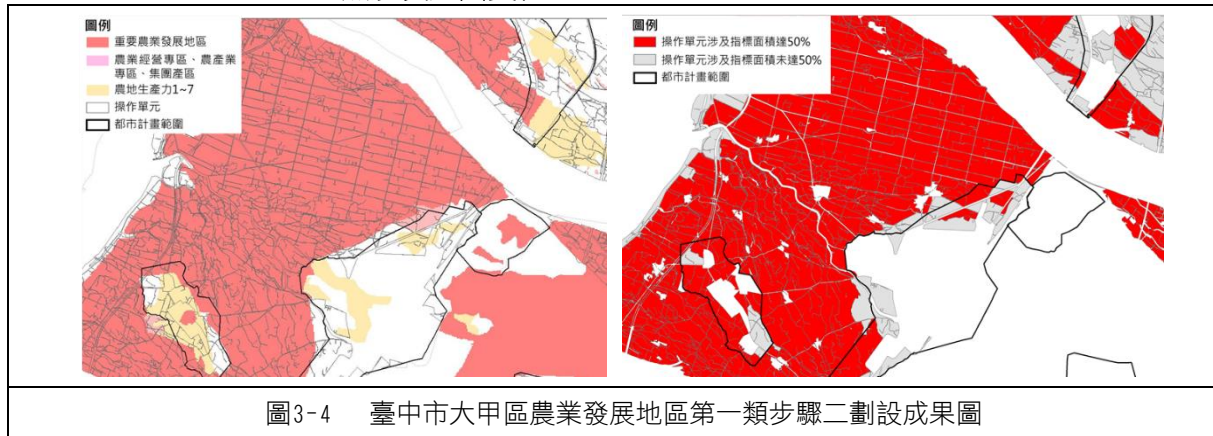 圖例
重要農業發展地區
農業經營專區、農產業
專區、集團產區
農地生產力1~7
操作單元
都市計畫範圍
圖例
操作單元涉及指標面積達50%
操作單元涉及指標面積未達50%
都市計畫範圍
圖3-4 臺中市大甲區農業發展地區第一類步驟二劃設成果圖